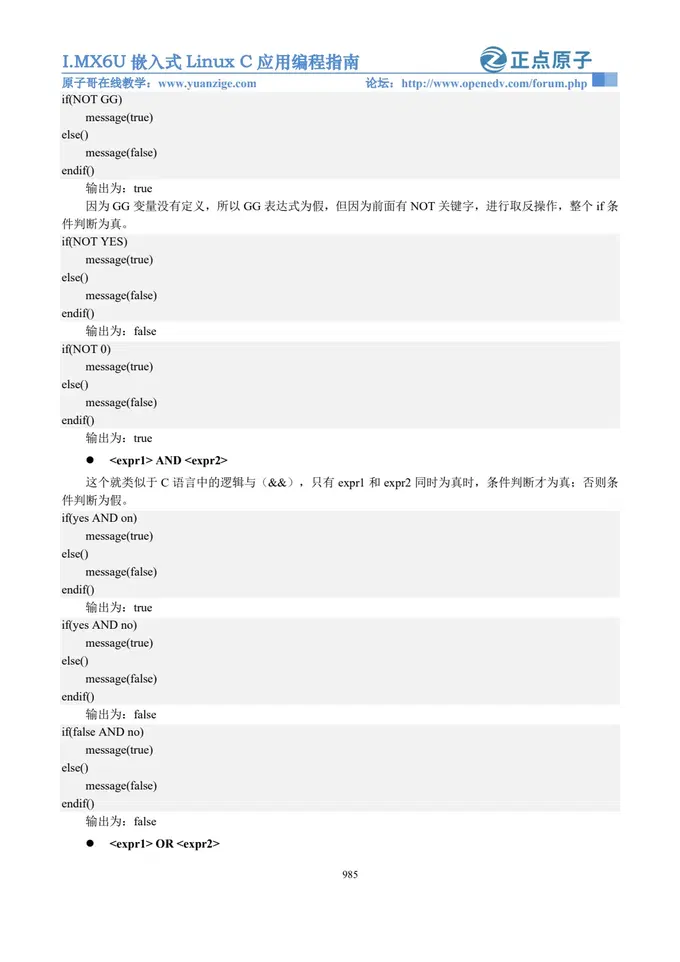 I.MX6U 嵌入式 Linux C 应用编程指南
正点原子
原子哥在线教学：www.yuanzige.com 论坛：http://www.openedv.com/forum.php
if(NOT GG)
message(true)
else()
message(false)
endif()
输出为：true
因为 GG 变量没有定义，所以 GG 表达式为假，但因为前面有 NOT 关键字，进行取反操作，整个 if 条
件判断为真。
if(NOT YES)
message(true)
else()
message(false)
endif()
输出为：false
if(NOT 0)
message(true)
else()
message(false)
endif()
输出为：true
● <expr1> AND <expr2>
这个就类似于 C 语言中的逻辑与（&&），只有 expr1 和 expr2 同时为真时，条件判断才为真；否则条
件判断为假。
if(yes AND on)
message(true)
else()
message(false)
endif()
输出为：true
if(yes AND no)
message(true)
else()
message(false)
endif()
输出为：false
if(false AND no)
message(true)
else()
message(false)
endif()
输出为：false
● <expr1> OR <expr2>
985